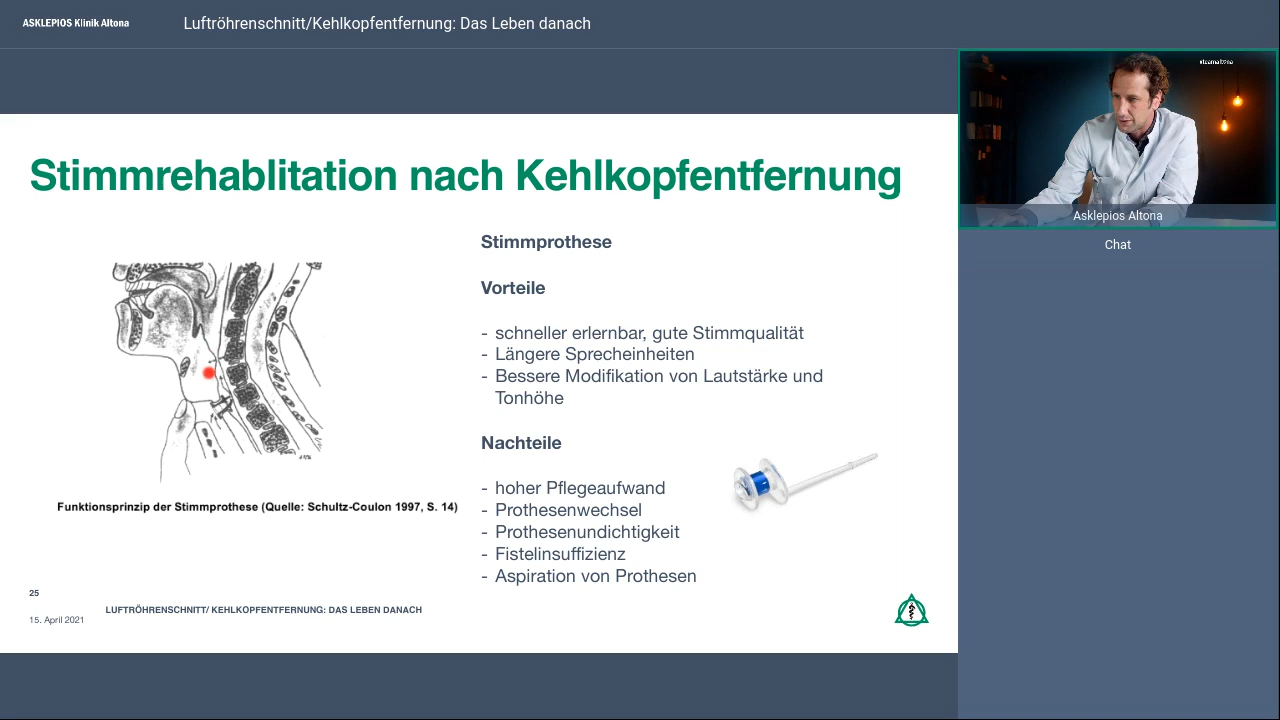 ASKLEPIOS Klinik Altona
Luftröhrenschnitt/Kehlkopfentfernung: Das Leben danach
#teamaltona
Asklepios Altona
Chat
Stimmrehablitation nach Kehlkopfentfernung
Stimmprothese
Vorteile
- schneller erlernbar, gute Stimmqualität
- Längere Sprecheinheiten
- Bessere Modifikation von Lautstärke und
Tonhöhe
Nachteile
- hoher Pflegeaufwand
- Prothesenwechsel
- Prothesenundichtigkeit
- Fistelinsuffizienz
- Aspiration von Prothesen
Funktionsprinzip der Stimmprothese (Quelle: Schultz-Coulon 1997, S. 14)
25
LUFTRÖHRENSCHNITT/ KEHLKOPFENTFERNUNG: DAS LEBEN DANACH
15. April 2021